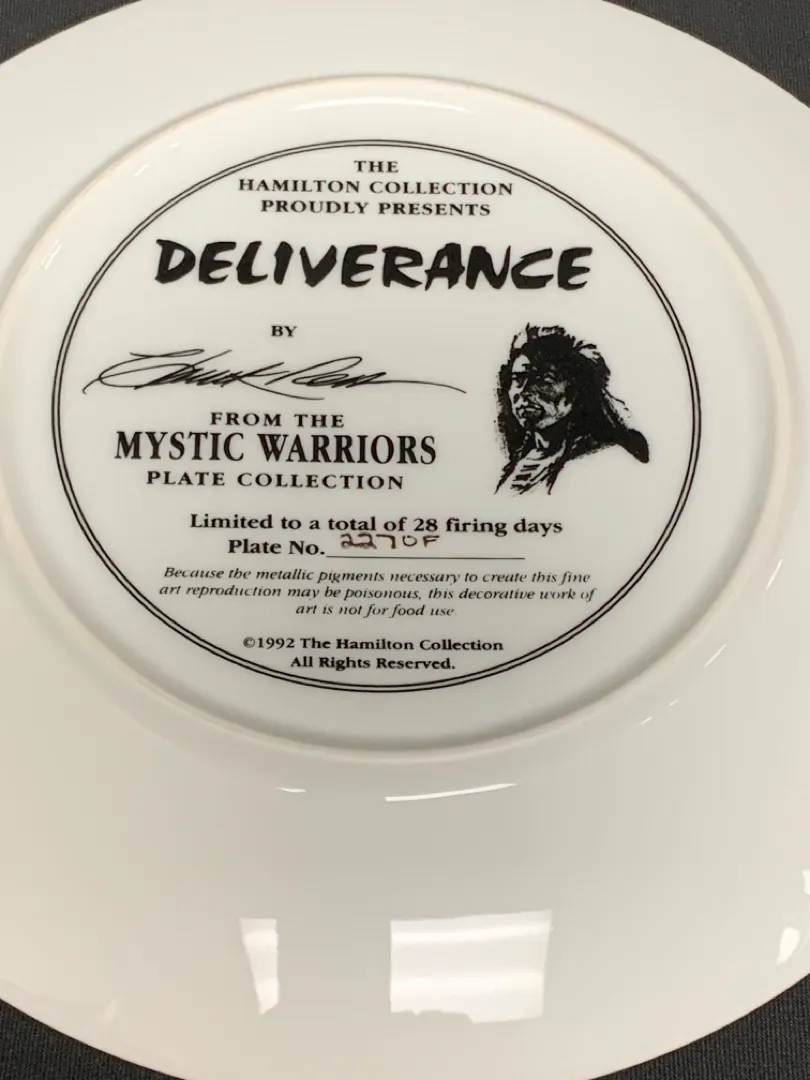 THE
HAMILTON COLLECTION
PROUDLY PRESENTS
DELIVERANCE
BY
Chuck Ren
FROM THE
MYSTIC WARRIORS
PLATE COLLECTION
Limited to a total of 28 firing days
Plate No. 2270F
Because the metallic pigments necessary to create this fine
art reproduction may be poisonous, this decorative work of
art is not for food use.
©1992 The Hamilton Collection
All Rights Reserved.